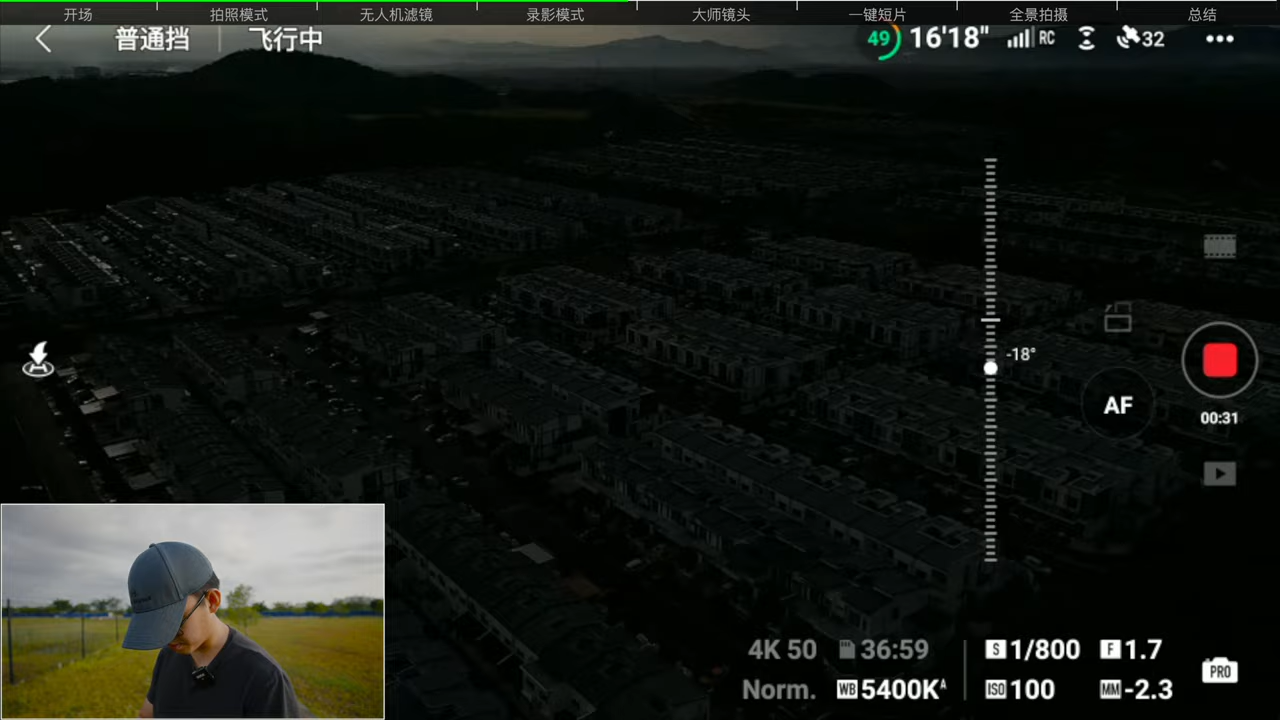 开场 拍照模式 无人机滤镜 录影模式 大师镜头 一键短片 全景拍摄 总结
普通挡 飞行中 49 16'18" RC 32
-18°
AF
00:31
4K 50 36:59 S 1/800 F 1.7
Norm. WB 5400K A ISO 100 MM -2.3
PRO